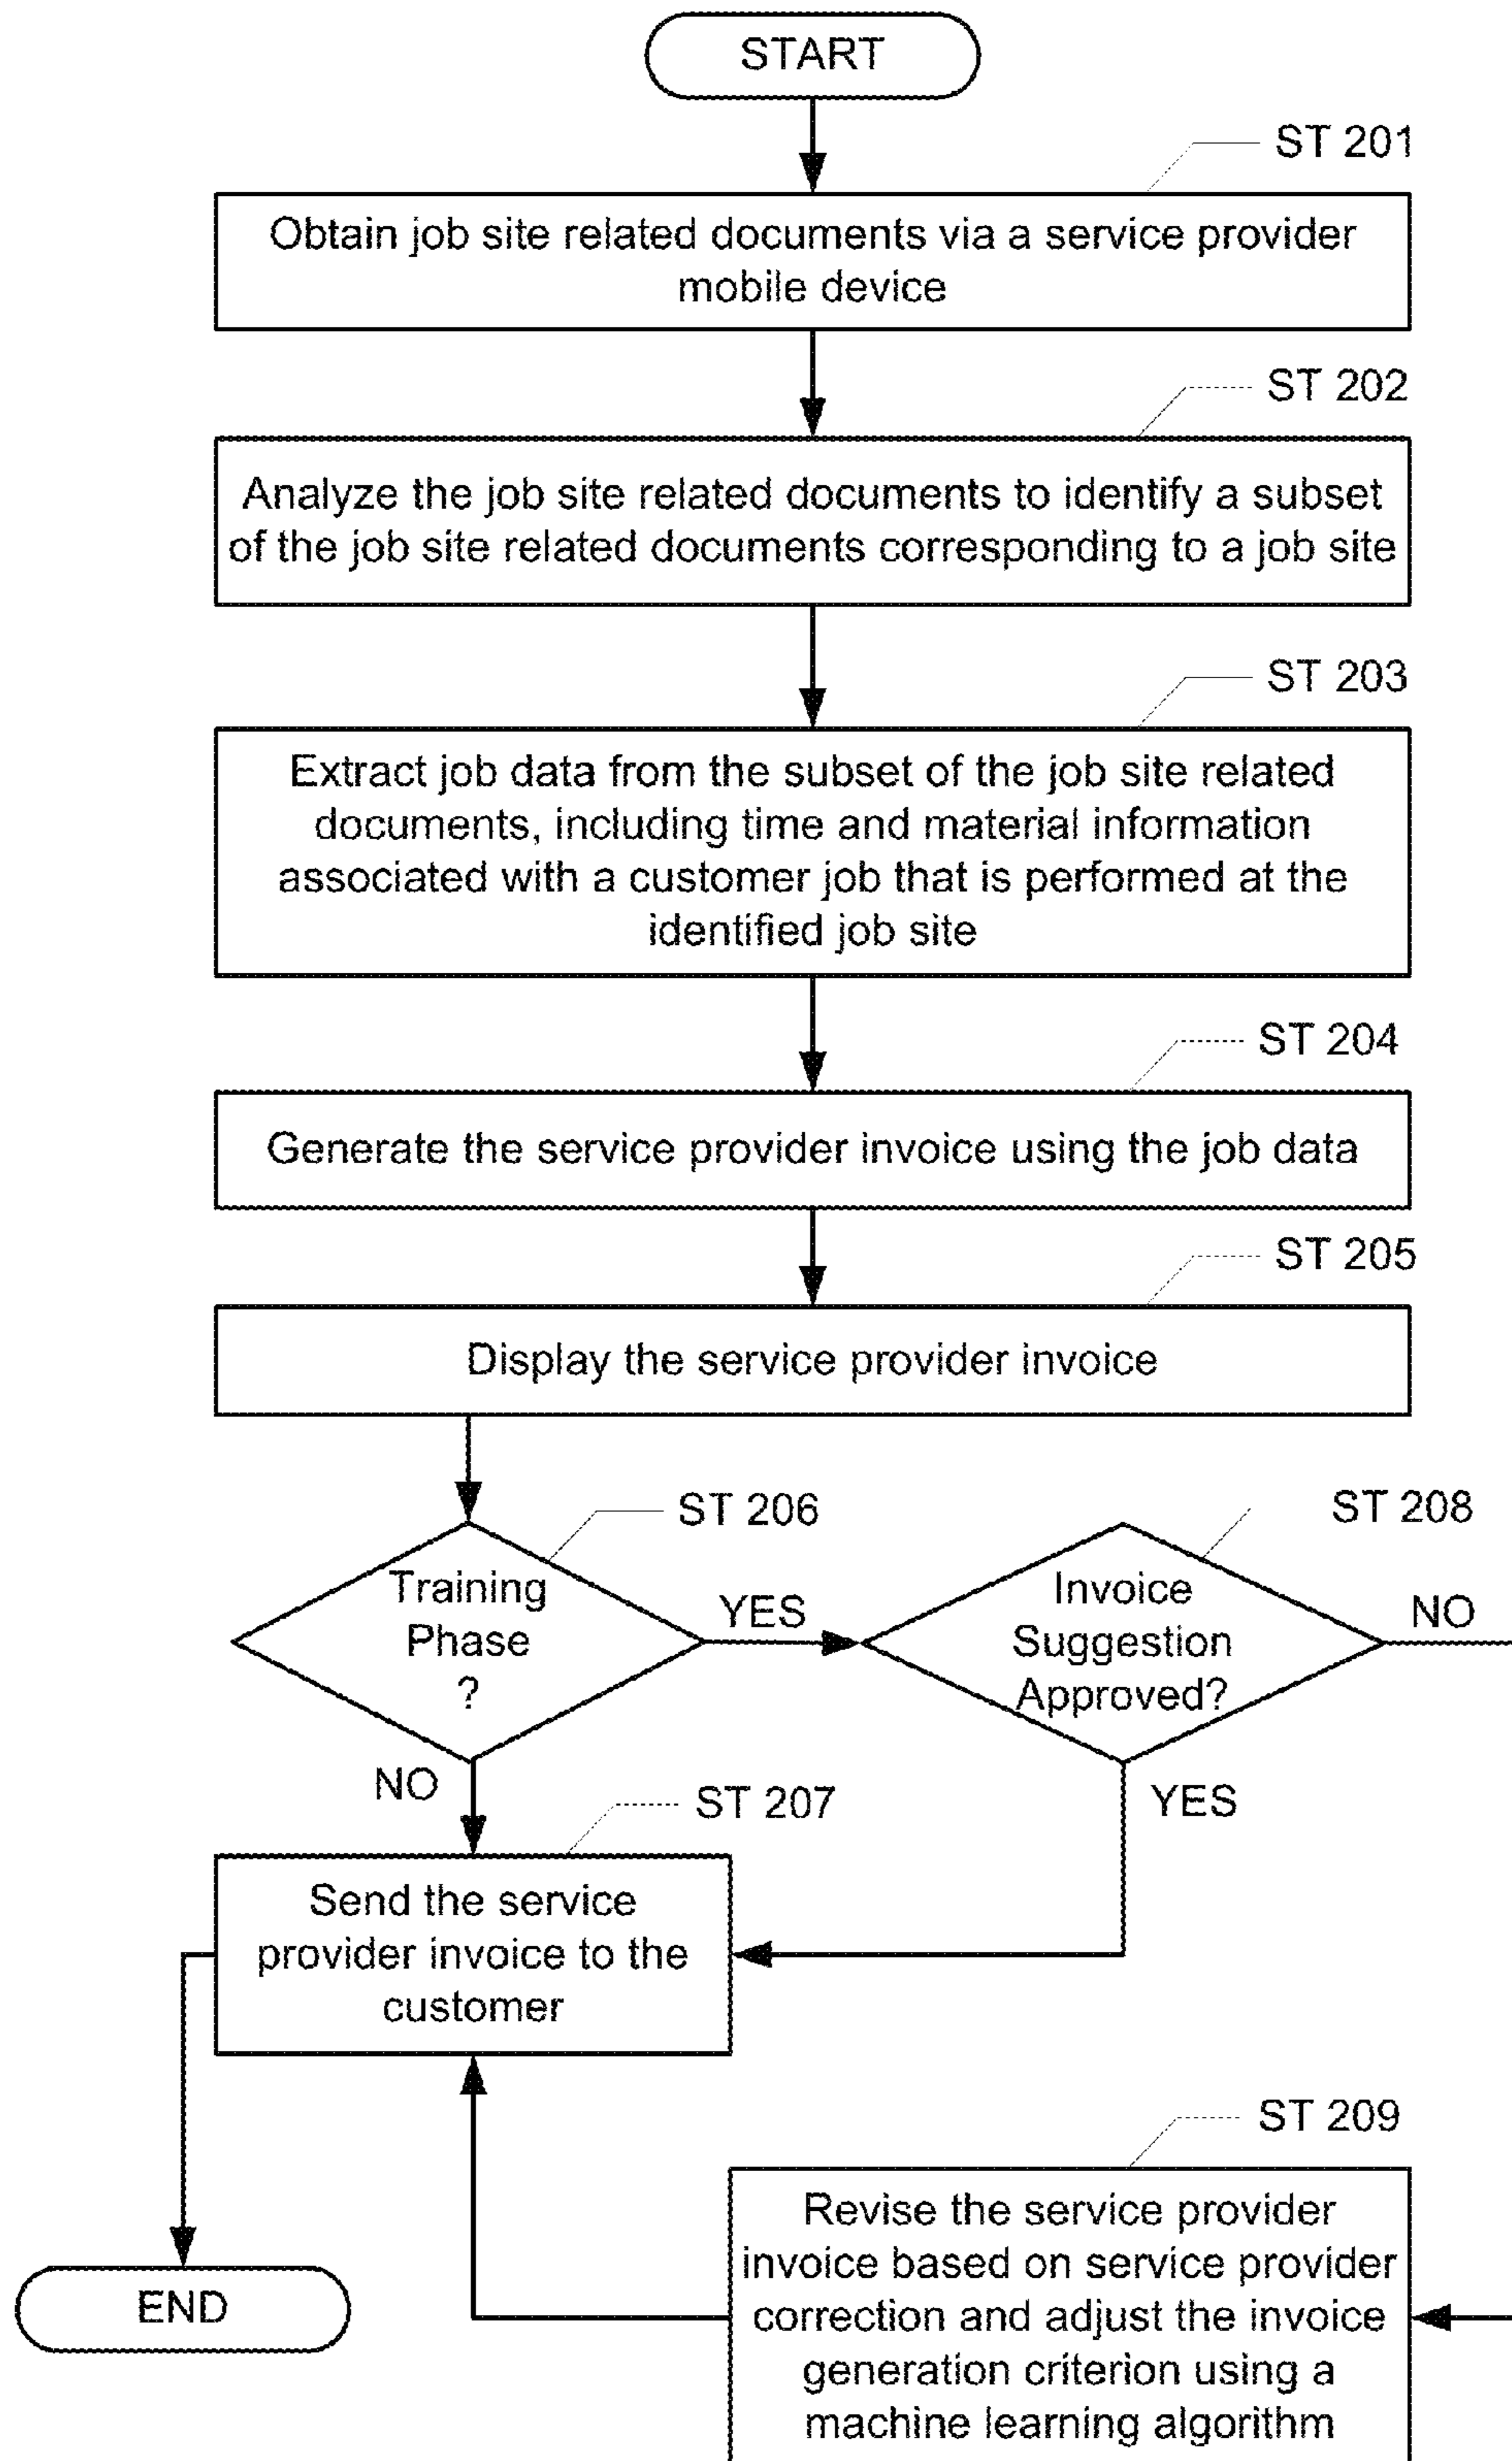 START
ST 201
Obtain job site related documents via a service provider
mobile device
ST 202
Analyze the job site related documents to identify a subset
of the job site related documents corresponding to a job site
ST 203
Extract job data from the subset of the job site related
documents, including time and material information
associated with a customer job that is performed at the
identified job site
ST 204
Generate the service provider invoice using the job data
ST 205
Display the service provider invoice
ST 206
Training
Phase
?
YES
NO
ST 208
Invoice
Suggestion
Approved?
NO
YES
ST 207
Send the service
provider invoice to the
customer
ST 209
Revise the service provider
invoice based on service provider
correction and adjust the invoice
generation criterion using a
machine learning algorithm
END